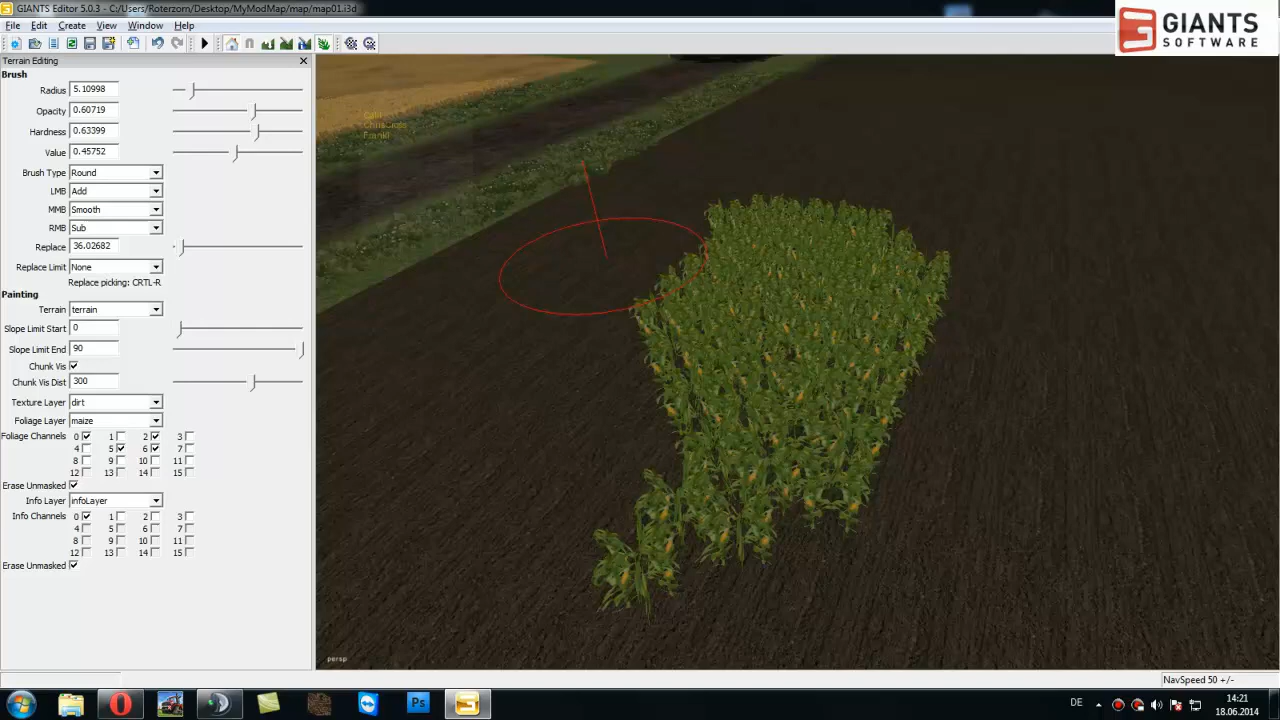 GIANTS Editor 5.0.3 - C:/Users/Roterzorn/Desktop/MyModMap/map/map01.i3d
File Edit Create View Window Help
GIANTS
SOFTWARE
Terrain Editing
Brush
Radius 5.10998
Opacity 0.60719
Hardness 0.63399
Value 0.45752
Brush Type Round
LMB Add
MMB Smooth
RMB Sub
Replace 36.02682
Replace Limit None
Replace picking: CRTL-R
Painting
Terrain terrain
Slope Limit Start 0
Slope Limit End 90
Chunk Vis
Chunk Vis Dist 300
Texture Layer dirt
Foliage Layer maize
Foliage Channels 0 1 2 3
4 5 6 7
8 9 10 11
12 13 14 15
Erase Unmasked
Info Layer infoLayer
Info Channels 0 1 2 3
4 5 6 7
8 9 10 11
12 13 14 15
Erase Unmasked
persp
NavSpeed 50 +/-
Ps
DE
14:21
18.06.2014